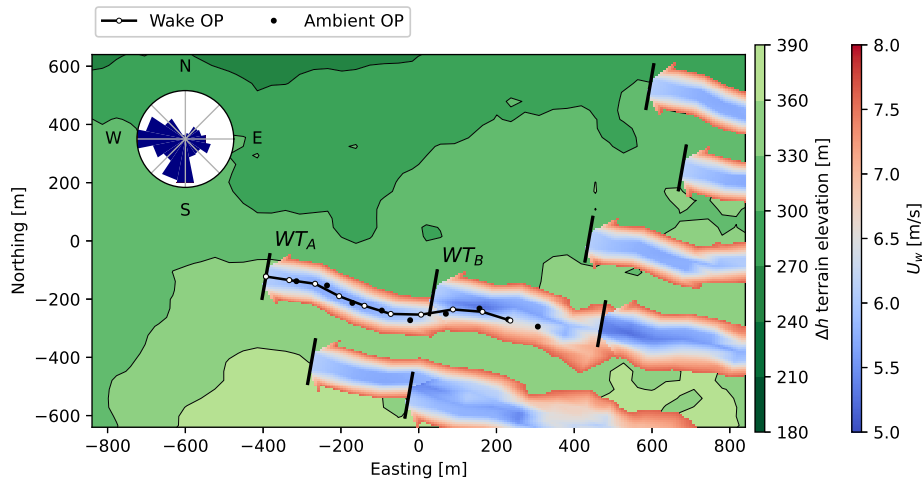 Wake OP Ambient OP
N
W E
S
WT_A
WT_B
600
400
200
0
−200
−400
−600
Northing [m]
−800 −600 −400 −200 0 200 400 600 800
Easting [m]
390
360
330
300
270
240
210
180
Δh terrain elevation [m]
8.0
7.5
7.0
6.5
6.0
5.5
5.0
U_w [m/s]